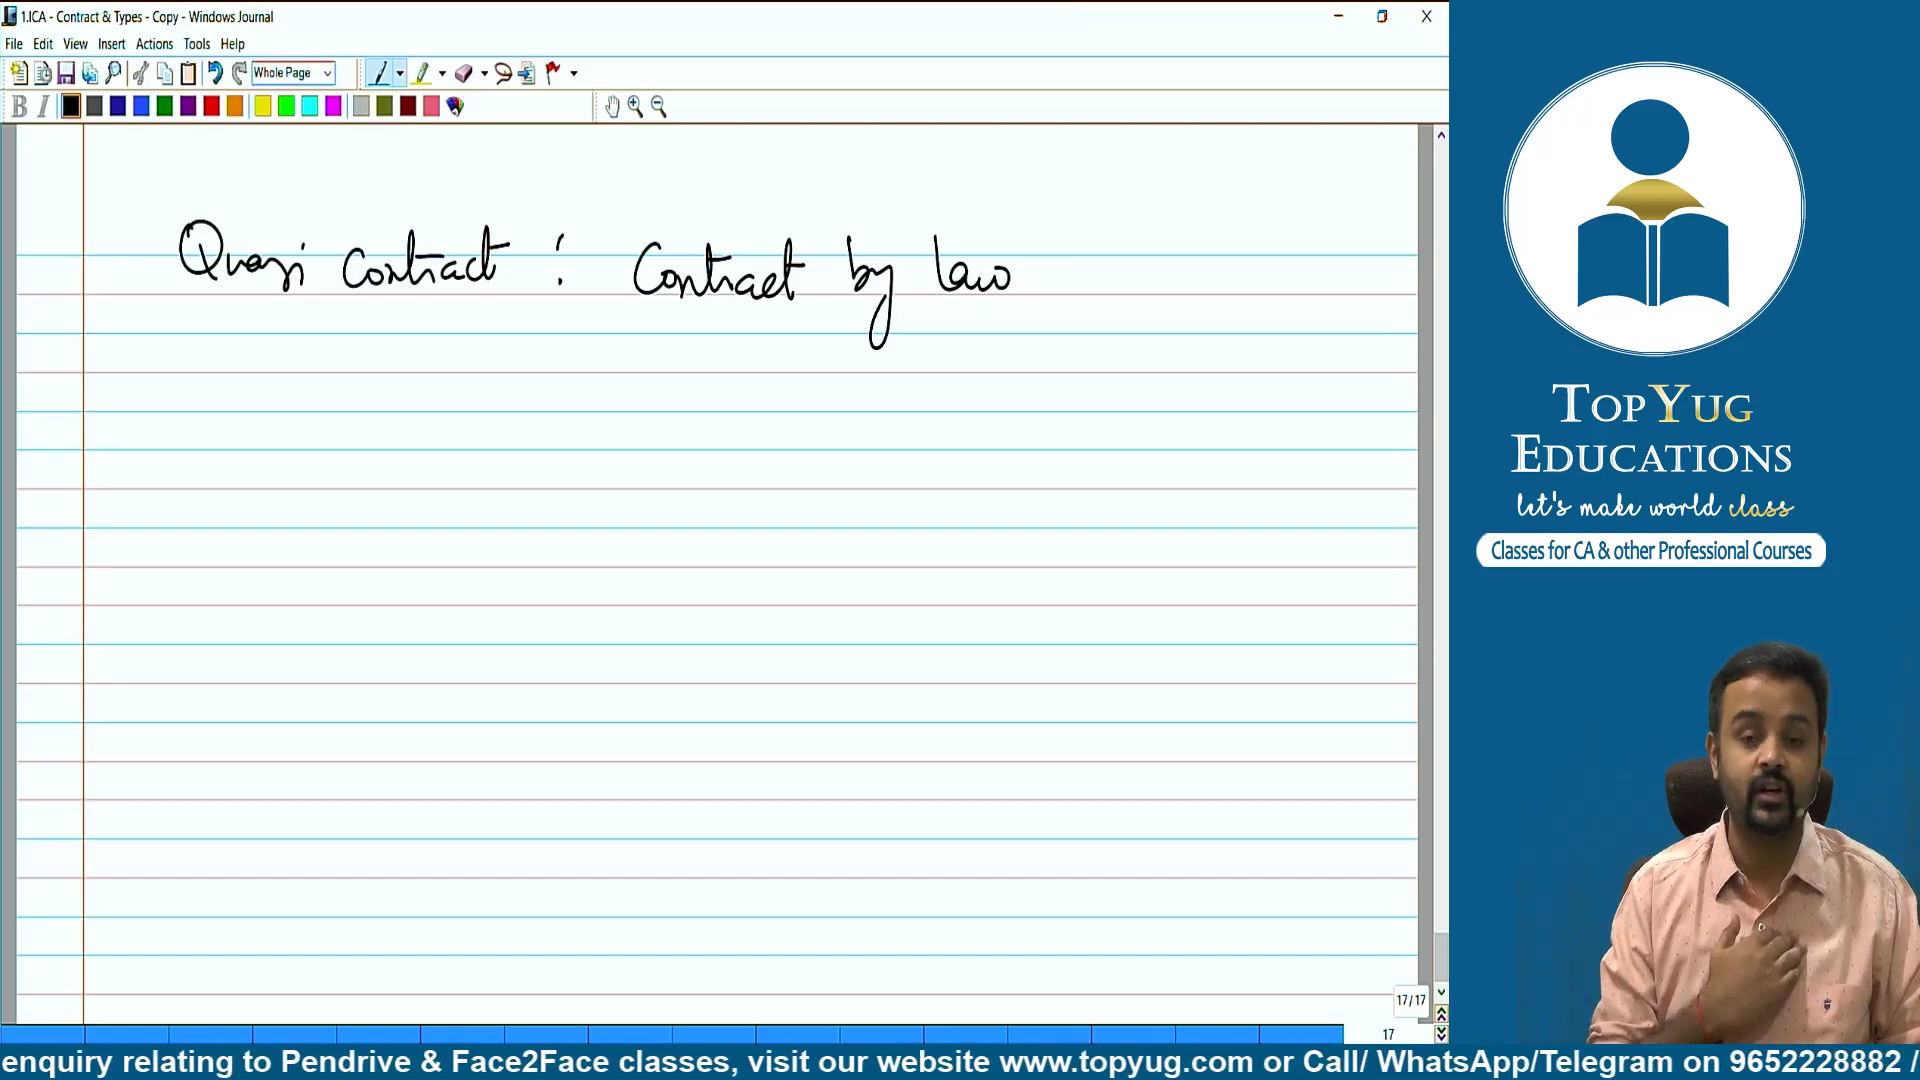 1.ICA - Contract & Types - Copy - Windows Journal
File Edit View Insert Actions Tools Help
Whole Page
B I
Quasi contract : Contract by law
17/17
17
TOPYUG
EDUCATIONS
let's make world class
Classes for CA & other Professional Courses
enquiry relating to Pendrive & Face2Face classes, visit our website www.topyug.com or Call/ WhatsApp/Telegram on 9652228882 /